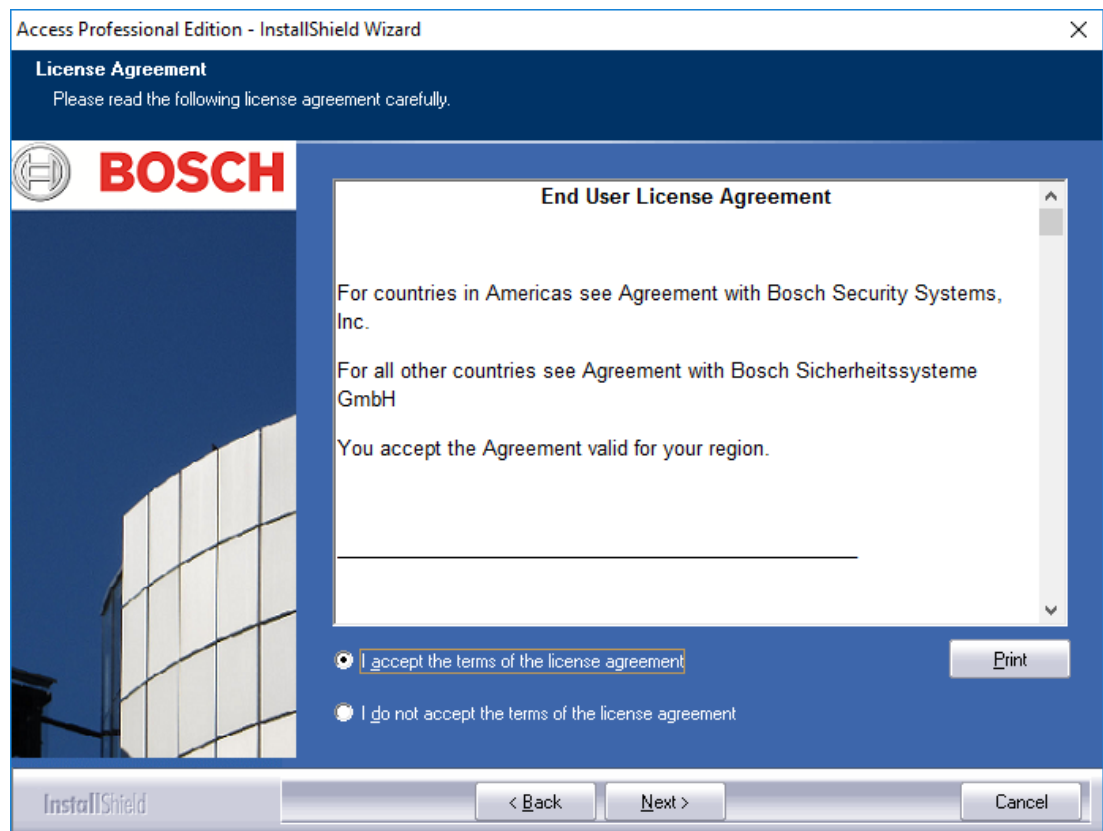 Access Professional Edition - InstallShield Wizard
License Agreement
Please read the following license agreement carefully.
BOSCH
End User License Agreement
For countries in Americas see Agreement with Bosch Security Systems,
Inc.
For all other countries see Agreement with Bosch Sicherheitssysteme
GmbH
You accept the Agreement valid for your region.
I accept the terms of the license agreement
Print
I do not accept the terms of the license agreement
InstallShield
< Back
Next >
Cancel